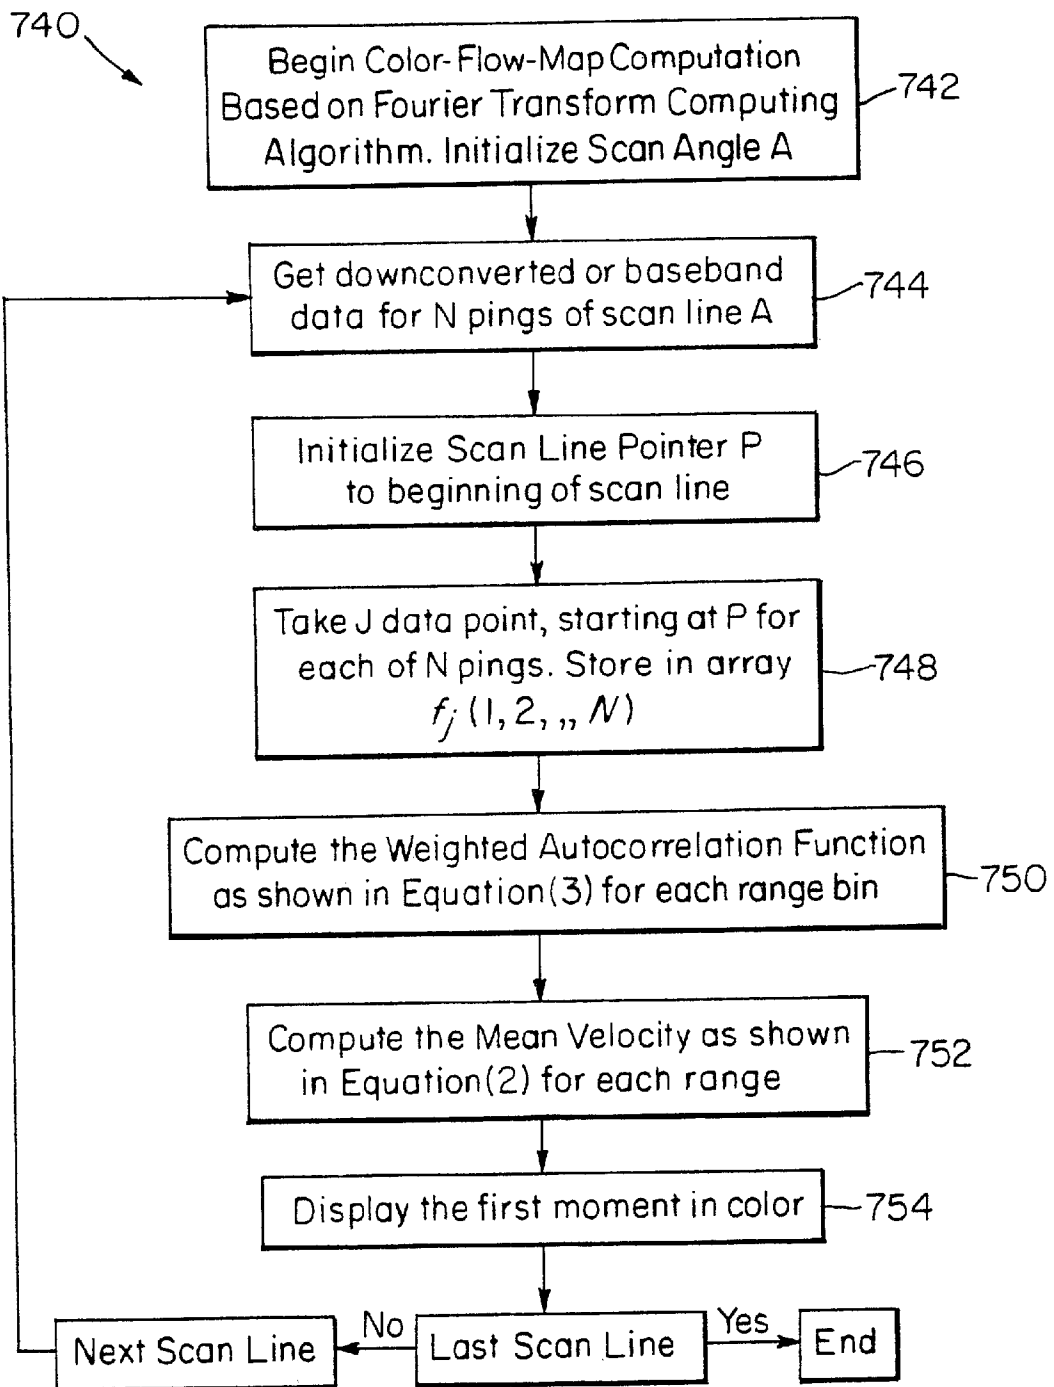 740
Begin Color-Flow-Map Computation
Based on Fourier Transform Computing
Algorithm. Initialize Scan Angle A
742
Get downconverted or baseband
data for N pings of scan line A
744
Initialize Scan Line Pointer P
to beginning of scan line
746
Take J data point, starting at P for
each of N pings. Store in array
fj (1, 2, ,, N)
748
Compute the Weighted Autocorrelation Function
as shown in Equation(3) for each range bin
750
Compute the Mean Velocity as shown
in Equation(2) for each range
752
Display the first moment in color
754
Next Scan Line
No
Last Scan Line
Yes
End